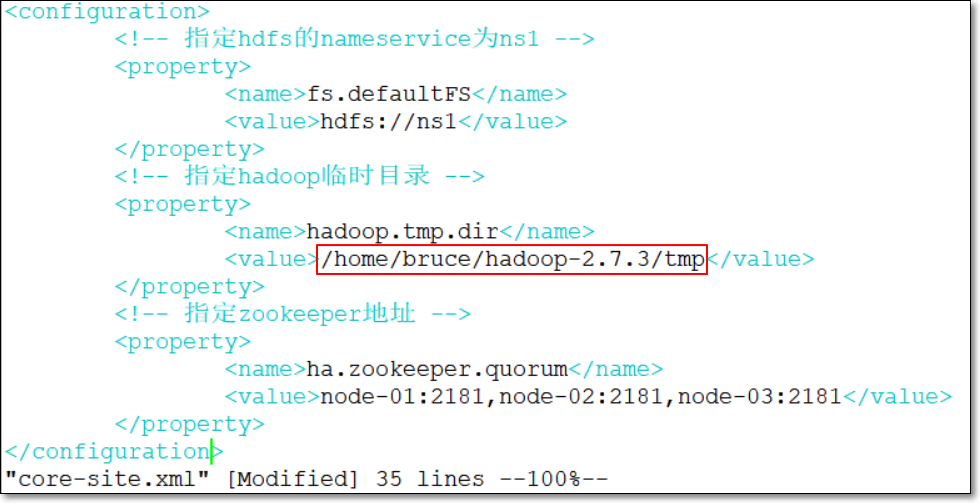 <configuration>
<!-- 指定hdfs的nameservice为ns1 -->
<property>
<name>fs.defaultFS</name>
<value>hdfs://ns1</value>
</property>
<!-- 指定hadoop临时目录 -->
<property>
<name>hadoop.tmp.dir</name>
<value>/home/bruce/hadoop-2.7.3/tmp</value>
</property>
<!-- 指定zookeeper地址 -->
<property>
<name>ha.zookeeper.quorum</name>
<value>node-01:2181,node-02:2181,node-03:2181</value>
</property>
</configuration>
"core-site.xml" [Modified] 35 lines --100%--